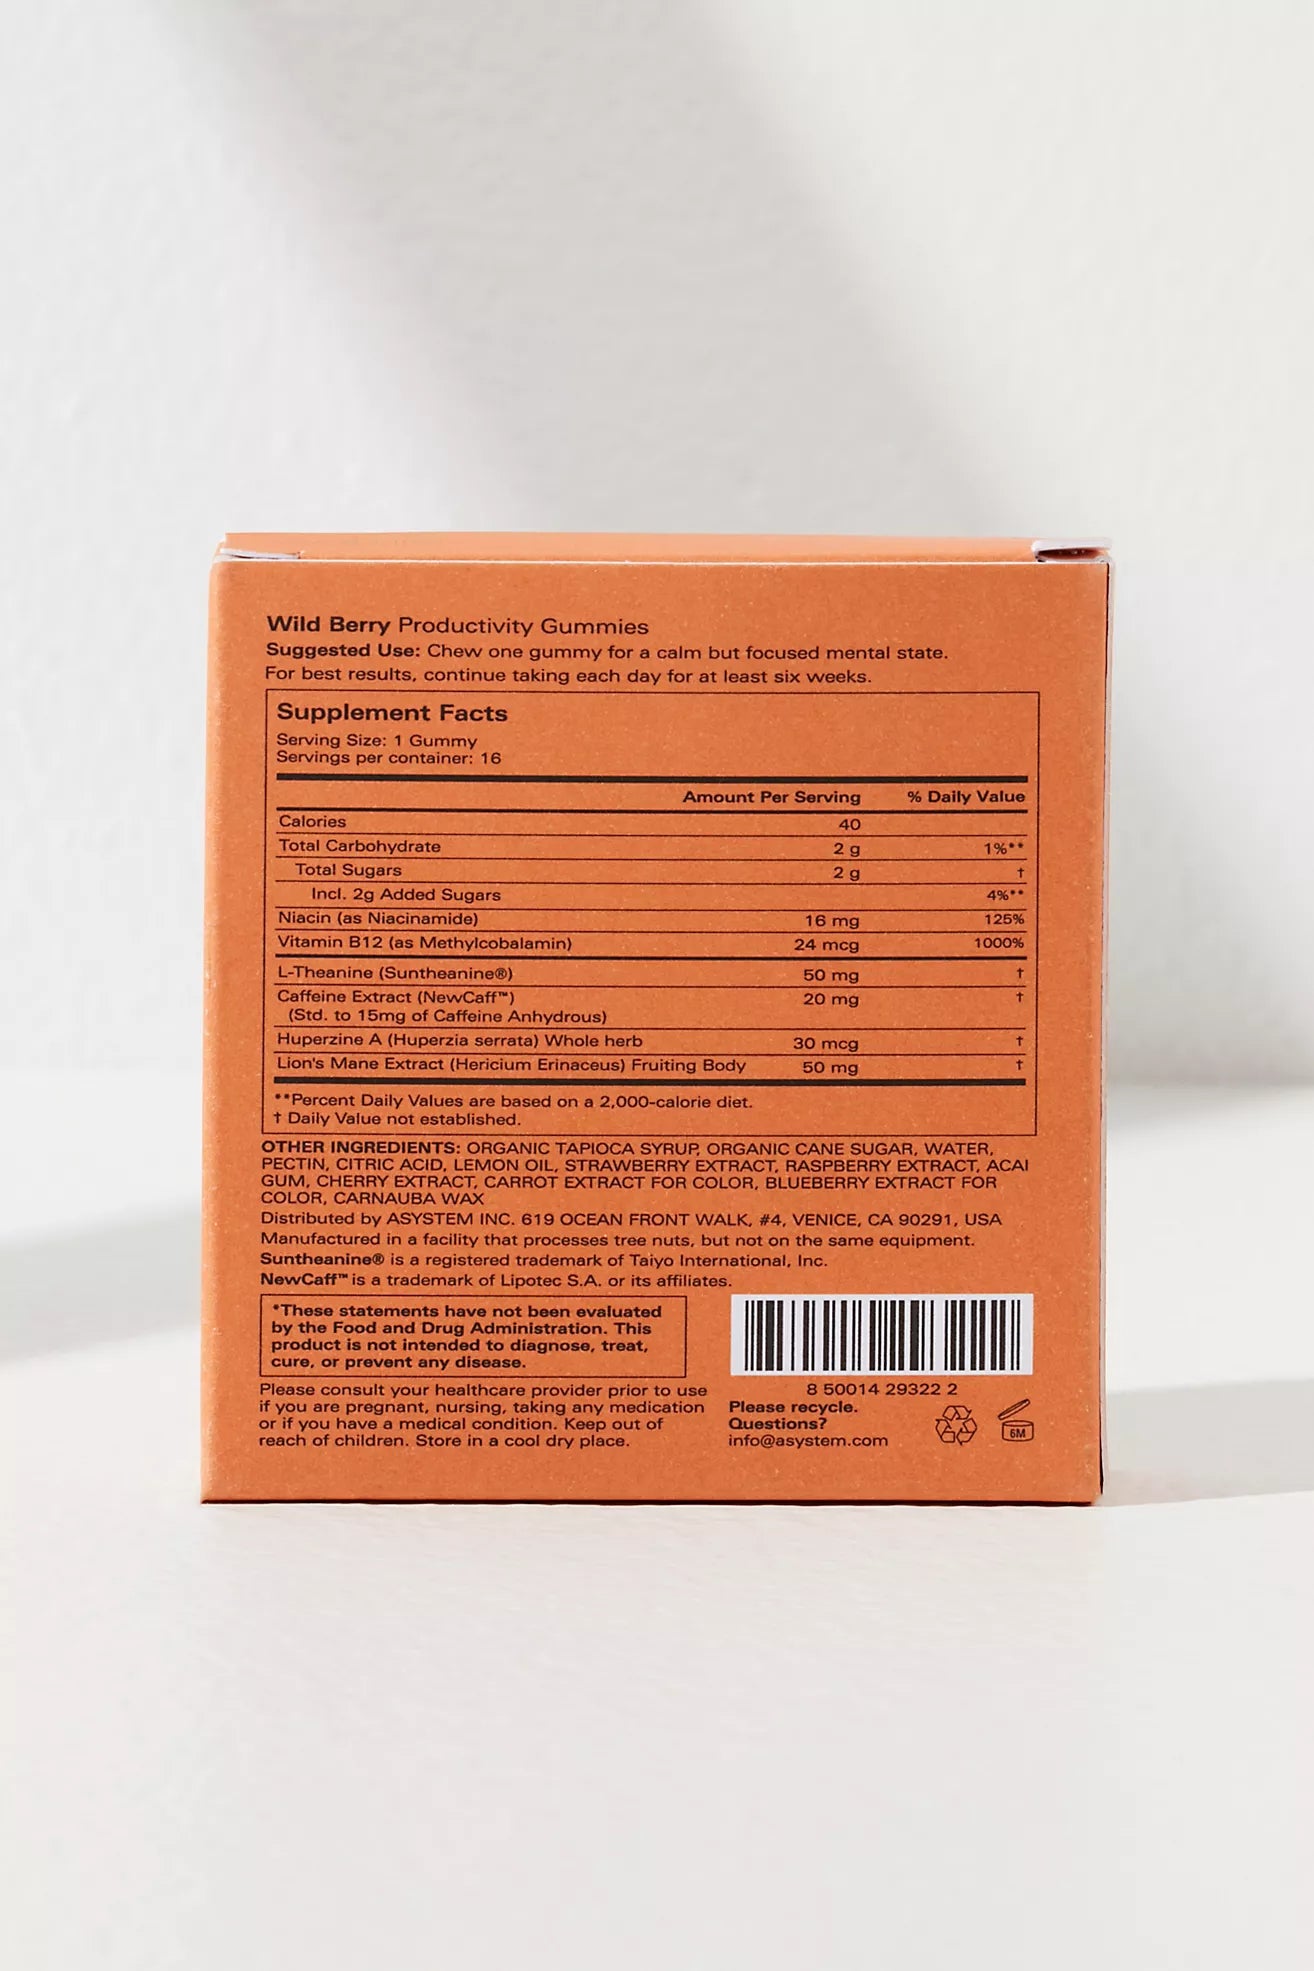 Wild Berry Productivity Gummies
Suggested Use: Chew one gummy for a calm but focused mental state.
For best results, continue taking each day for at least six weeks.
Supplement Facts
Serving Size: 1 Gummy
Servings per container: 16
Amount Per Serving % Daily Value
Calories 40
Total Carbohydrate 2 g 1%**
Total Sugars 2 g †
Incl. 2g Added Sugars 4%**
Niacin (as Niacinamide) 16 mg 125%
Vitamin B12 (as Methylcobalamin) 24 mcg 1000%
L-Theanine (Suntheanine®) 50 mg †
Caffeine Extract (NewCaff™) 20 mg †
(Std. to 15mg of Caffeine Anhydrous)
Huperzine A (Huperzia serrata) Whole herb 30 mcg †
Lion's Mane Extract (Hericium Erinaceus) Fruiting Body 50 mg †
**Percent Daily Values are based on a 2,000-calorie diet.
† Daily Value not established.
OTHER INGREDIENTS: ORGANIC TAPIOCA SYRUP, ORGANIC CANE SUGAR, WATER,
PECTIN, CITRIC ACID, LEMON OIL, STRAWBERRY EXTRACT, RASPBERRY EXTRACT, ACAI
GUM, CHERRY EXTRACT, CARROT EXTRACT FOR COLOR, BLUEBERRY EXTRACT FOR
COLOR, CARNAUBA WAX
Distributed by ASYSTEM INC. 619 OCEAN FRONT WALK, #4, VENICE, CA 90291, USA
Manufactured in a facility that processes tree nuts, but not on the same equipment.
Suntheanine® is a registered trademark of Taiyo International, Inc.
NewCaff™ is a trademark of Lipotec S.A. or its affiliates.
*These statements have not been evaluated
by the Food and Drug Administration. This
product is not intended to diagnose, treat,
cure, or prevent any disease.
Please consult your healthcare provider prior to use
if you are pregnant, nursing, taking any medication
or if you have a medical condition. Keep out of
reach of children. Store in a cool dry place.
8 50014 29322 2
Please recycle.
Questions?
info@asystem.com
6M